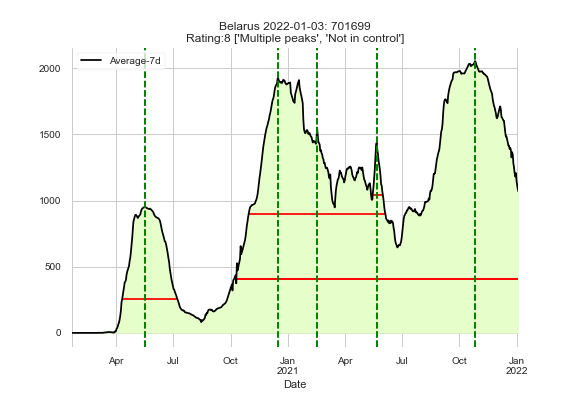 Belarus 2022-01-03: 701699
Rating:8 ['Multiple peaks', 'Not in control']
Average-7d
2000
1500
1000
500
0
Apr Jul Oct Jan Apr Jul Oct Jan
2021 2022
Date